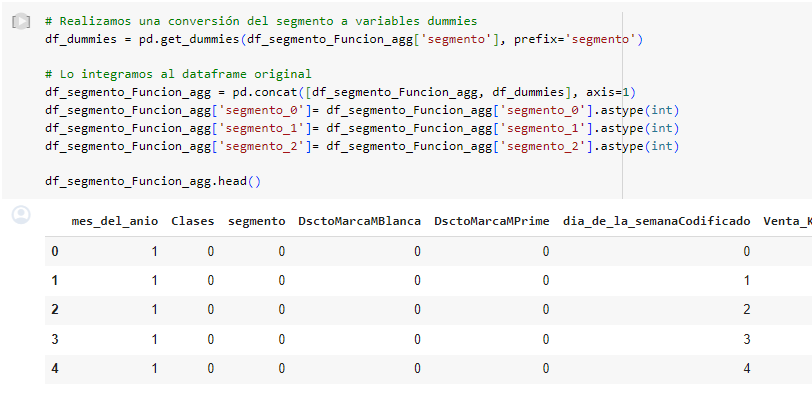 # Realizamos una conversión del segmento a variables dummies
df_dummies = pd.get_dummies(df_segmento_Funcion_agg['segmento'], prefix='segmento')
# Lo integramos al dataframe original
df_segmento_Funcion_agg = pd.concat([df_segmento_Funcion_agg, df_dummies], axis=1)
df_segmento_Funcion_agg['segmento_0']= df_segmento_Funcion_agg['segmento_0'].astype(int)
df_segmento_Funcion_agg['segmento_1']= df_segmento_Funcion_agg['segmento_1'].astype(int)
df_segmento_Funcion_agg['segmento_2']= df_segmento_Funcion_agg['segmento_2'].astype(int)
df_segmento_Funcion_agg.head()
mes_del_anio Clases segmento DsctoMarcaMBlanca DsctoMarcaMPrime dia_de_la_semanaCodificado
0 1 0 0 0 0 0
1 1 0 0 0 0 1
2 1 0 0 0 0 2
3 1 0 0 0 0 3
4 1 0 0 0 0 4